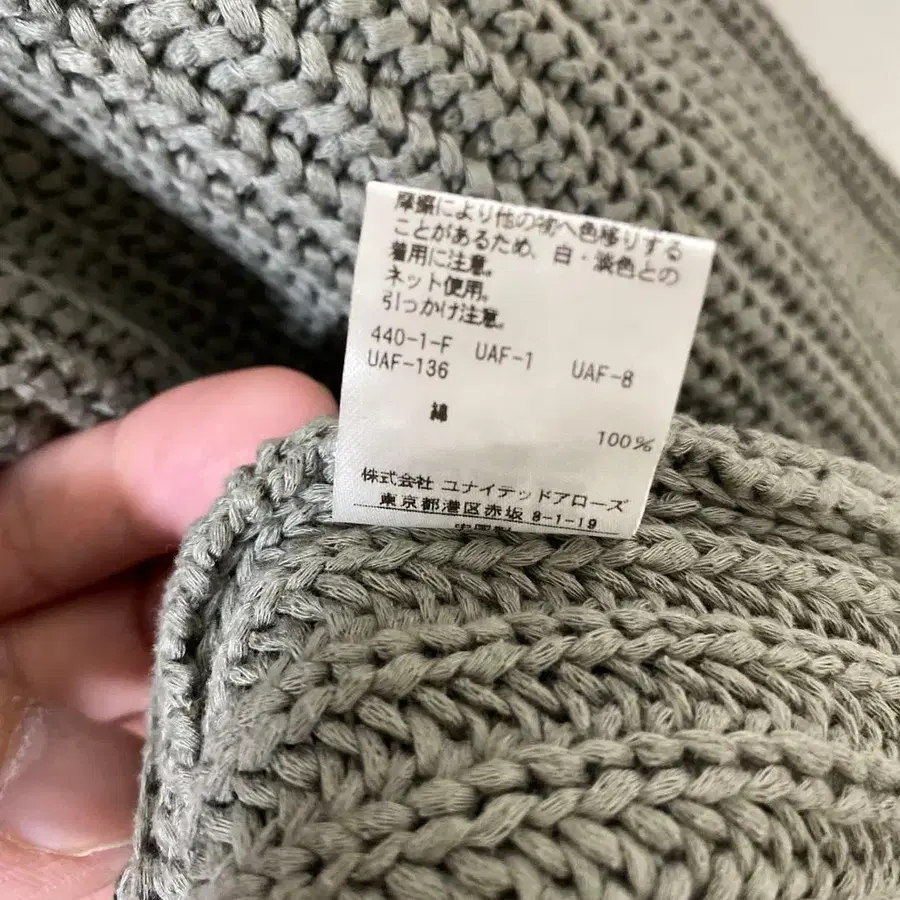 摩擦により他の物へ色移りする
ことがあるため、白・淡色との
着用に注意。
ネット使用。
引っかけ注意。
440-1-F UAF-1 UAF-8
UAF-136
綿
100%
株式会社 ユナイテッドアローズ
東京都港区赤坂 8-1-19